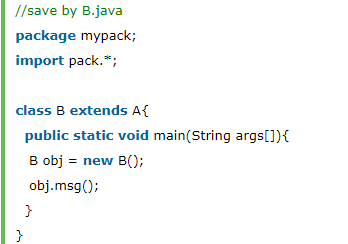 //save by B.java
package mypack;
import pack.*;
class B extends A{
public static void main(String args[]){
B obj = new B();
obj.msg();
}
}